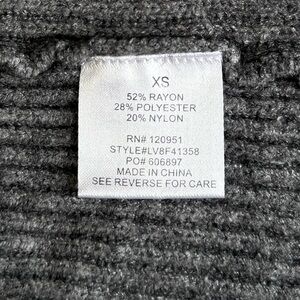 XS
52% RAYON
28% POLYESTER
20% NYLON
RN# 120951
STYLE#LV8F41358
PO# 606897
MADE IN CHINA
SEE REVERSE FOR CARE